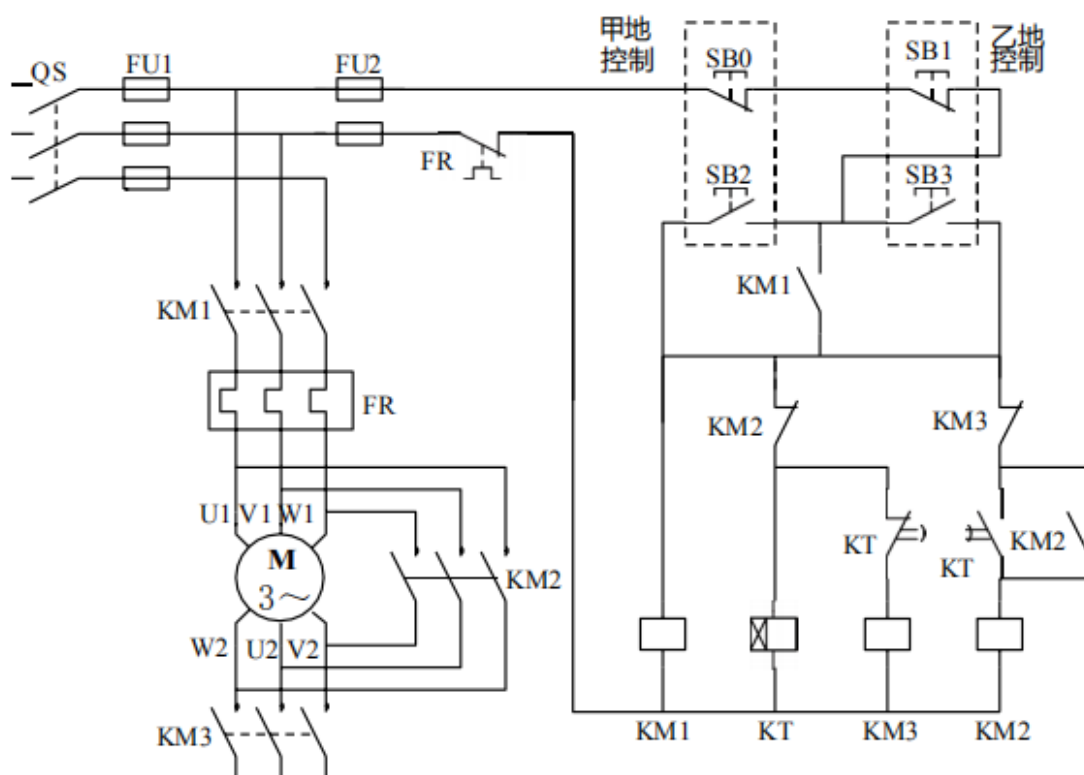 甲地
控制
SB0
SB1
乙地
控制
QS
FU1
FU2
FR
SB2
SB3
KM1
KM1
FR
KM2
KM3
U1 V1 W1
M
3～
KM2
KT
KT
KM2
W2 U2 V2
KM3
KM1
KT
KM3
KM2